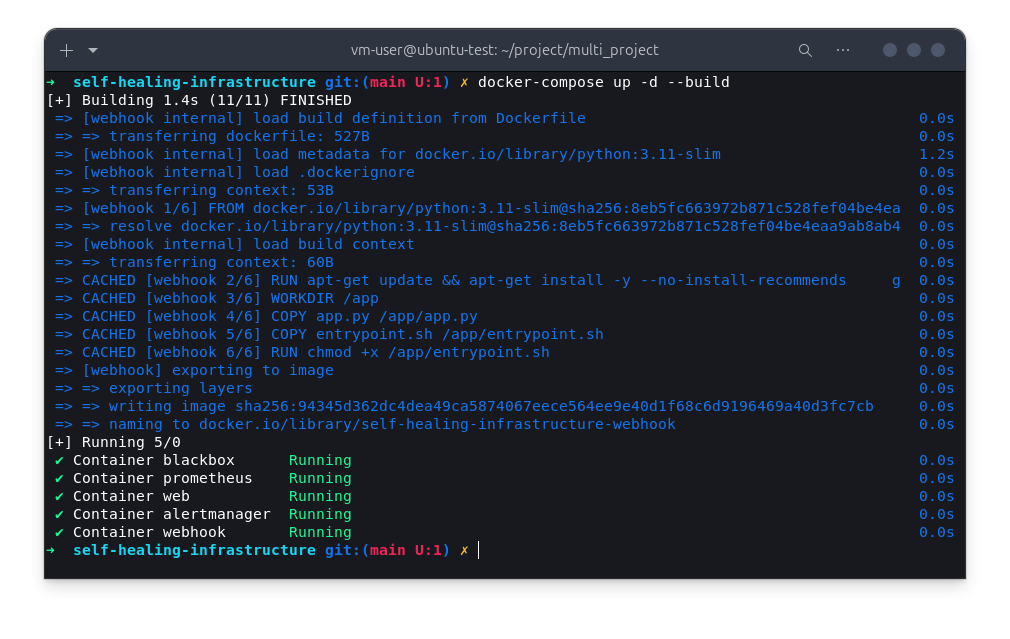 vm-user@ubuntu-test: ~/project/multi_project
➜  self-healing-infrastructure git:(main U:1) ✗ docker-compose up -d --build
[+] Building 1.4s (11/11) FINISHED
 => [webhook internal] load build definition from Dockerfile 0.0s
 => => transferring dockerfile: 527B 0.0s
 => [webhook internal] load metadata for docker.io/library/python:3.11-slim 1.2s
 => [webhook internal] load .dockerignore 0.0s
 => => transferring context: 53B 0.0s
 => [webhook 1/6] FROM docker.io/library/python:3.11-slim@sha256:8eb5fc663972b871c528fef04be4ea 0.0s
 => => resolve docker.io/library/python:3.11-slim@sha256:8eb5fc663972b871c528fef04be4eaa9ab8ab4 0.0s
 => [webhook internal] load build context 0.0s
 => => transferring context: 60B 0.0s
 => CACHED [webhook 2/6] RUN apt-get update && apt-get install -y --no-install-recommends     g 0.0s
 => CACHED [webhook 3/6] WORKDIR /app 0.0s
 => CACHED [webhook 4/6] COPY app.py /app/app.py 0.0s
 => CACHED [webhook 5/6] COPY entrypoint.sh /app/entrypoint.sh 0.0s
 => CACHED [webhook 6/6] RUN chmod +x /app/entrypoint.sh 0.0s
 => [webhook] exporting to image 0.0s
 => => exporting layers 0.0s
 => => writing image sha256:94345d362dc4dea49ca5874067eece564ee9e40d1f68c6d9196469a40d3fc7cb 0.0s
 => => naming to docker.io/library/self-healing-infrastructure-webhook 0.0s
[+] Running 5/0
 ✔ Container blackbox      Running 0.0s
 ✔ Container prometheus    Running 0.0s
 ✔ Container web           Running 0.0s
 ✔ Container alertmanager  Running 0.0s
 ✔ Container webhook       Running 0.0s
➜  self-healing-infrastructure git:(main U:1) ✗